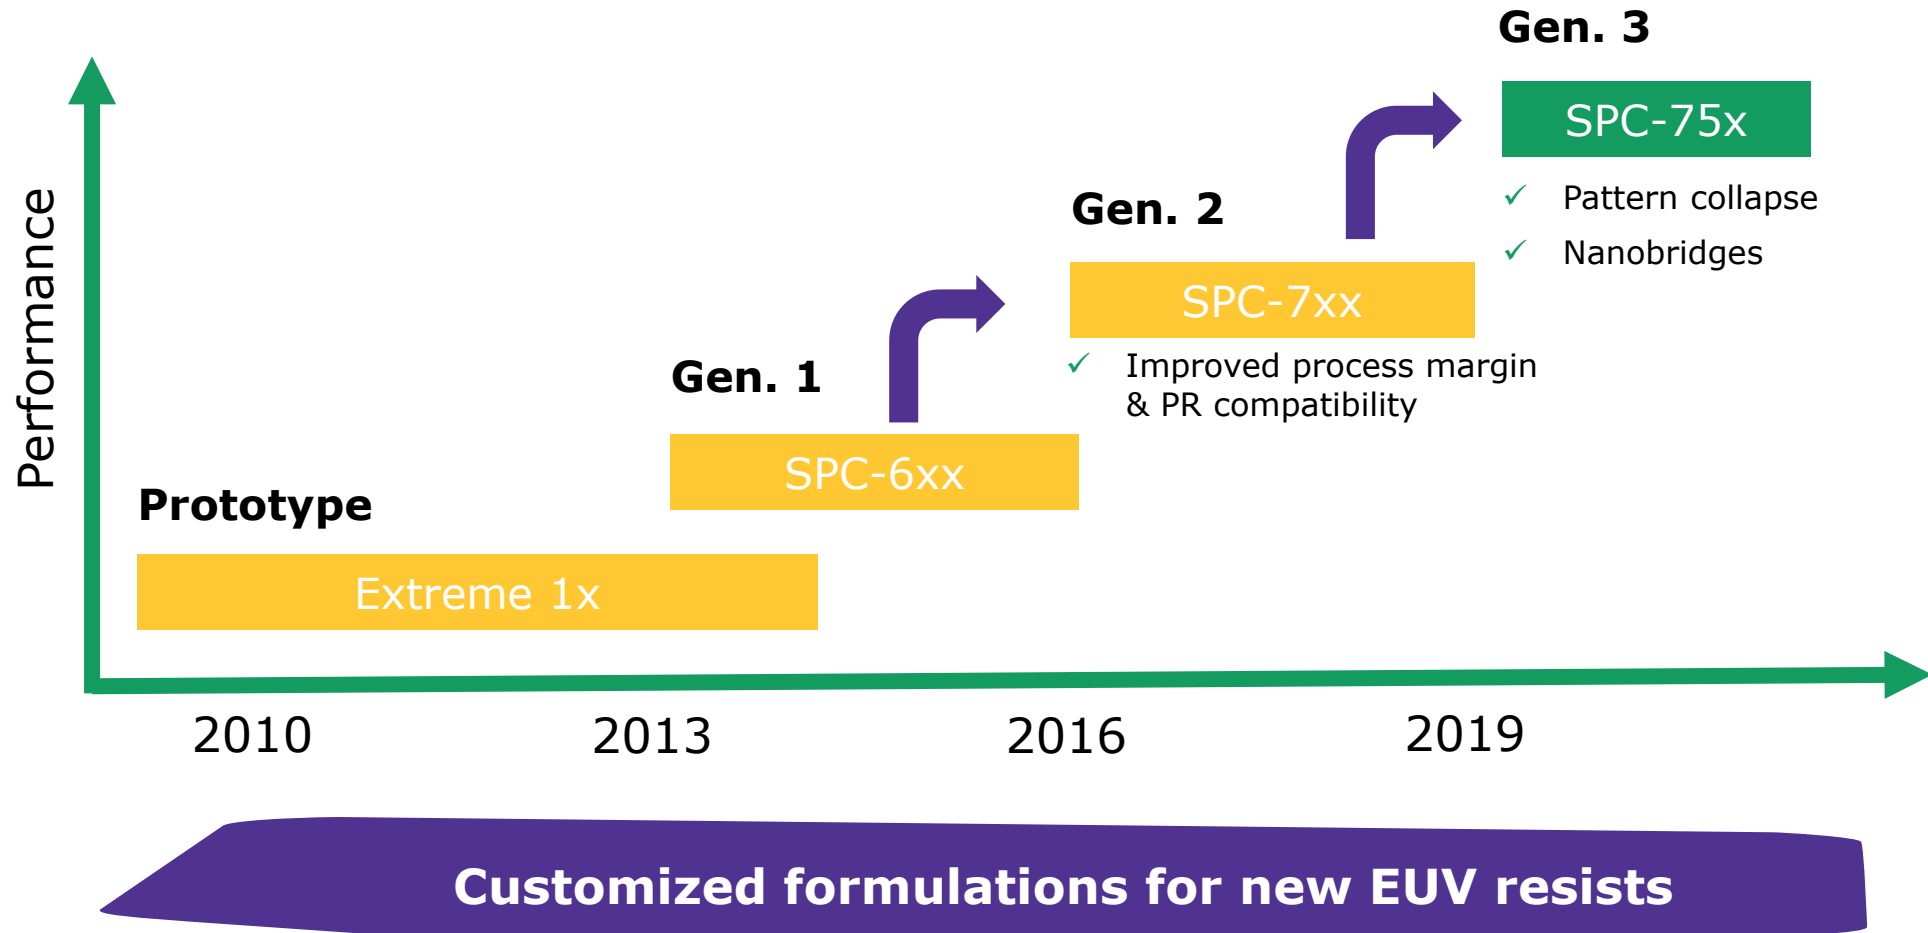 Gen. 3
SPC-75x
✓ Pattern collapse
✓ Nanobridges
Gen. 2
SPC-7xx
✓ Improved process margin
& PR compatibility
Gen. 1
SPC-6xx
Prototype
Extreme 1x
Performance
2010
2013
2016
2019
Customized formulations for new EUV resists